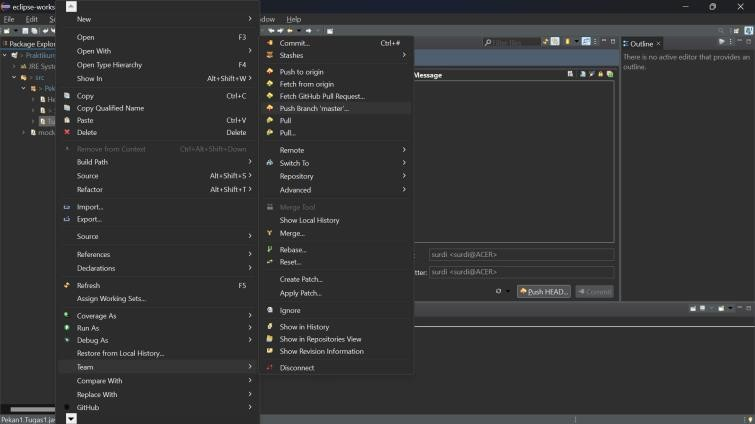 eclipse-works
File Edit
dow Help
Package Explor
Praktikum
JRE Syste
src
He
Tu
modu
New
Open F3
Open With
Open Type Hierarchy F4
Show In Alt+Shift+W
Copy Ctrl+C
Copy Qualified Name
Paste Ctrl+V
Delete Delete
Remove from Context Ctrl+Alt+Shift+Down
Build Path
Source Alt+Shift+S
Refactor Alt+Shift+T
Import...
Export...
Source
References
Declarations
Refresh F5
Assign Working Sets...
Coverage As
Run As
Debug As
Restore from Local History...
Team
Compare With
Replace With
GitHub
Commit... Ctrl+#
Stashes
Push to origin
Fetch from origin
Fetch GitHub Pull Request...
Push Branch 'master'...
Pull
Pull...
Remote
Switch To
Repository
Advanced
Merge Tool
Show Local History
Merge...
Rebase...
Reset...
Create Patch...
Apply Patch...
Ignore
Show in History
Show in Repositories View
Show Revision Information
Disconnect
Filter files
Message
: surdi <surdi@ACER>
tter: surdi <surdi@ACER>
Push HEAD...
Commit
Outline
There is no active editor that provides an
outline.
Pekan1.Tugas1.ja